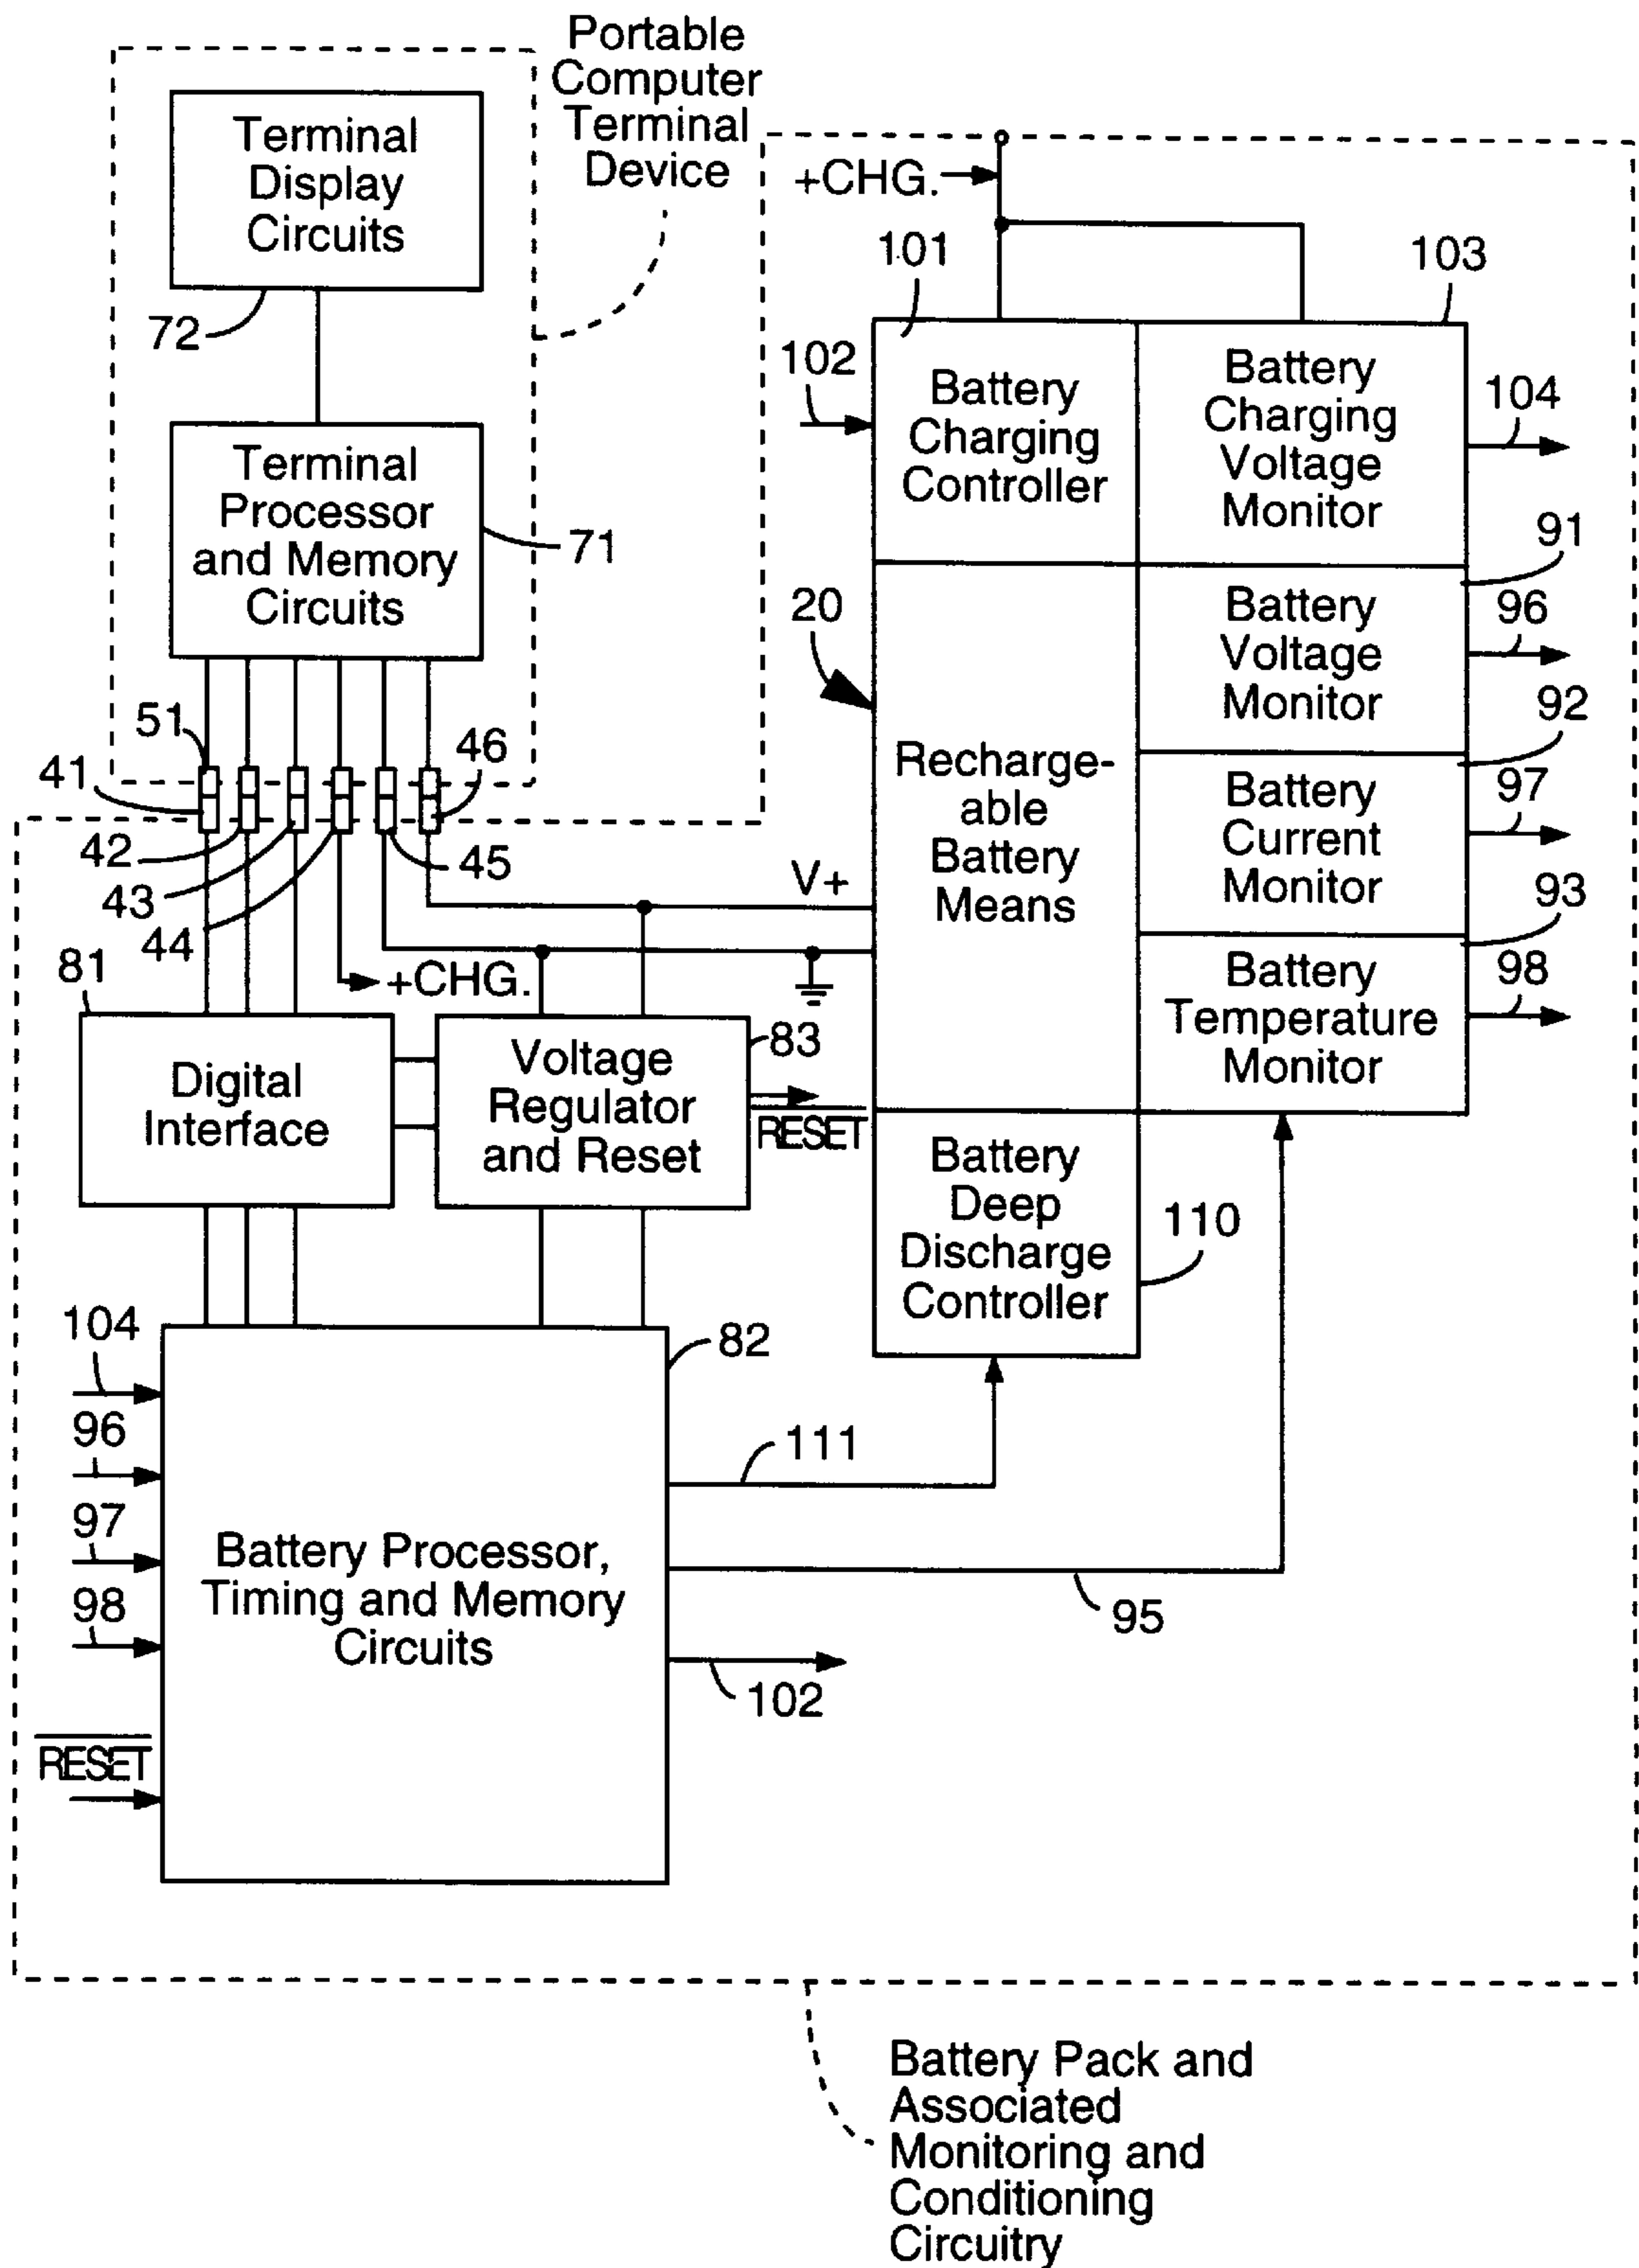 Portable
Computer
Terminal
Device
Terminal
Display
Circuits
72
Terminal
Processor
and Memory
Circuits
71
51
41
42
43
44
45
46
+CHG.
+CHG.
101
103
102
Battery
Charging
Controller
Battery
Charging
Voltage
Monitor
104
91
20
Battery
Voltage
Monitor
96
92
Recharge-
able
Battery
Means
Battery
Current
Monitor
97
93
V+
Battery
Temperature
Monitor
98
81
Digital
Interface
83
Voltage
Regulator
and Reset
RESET
Battery
Deep
Discharge
Controller
110
104
96
97
98
RESET
82
Battery Processor,
Timing and Memory
Circuits
111
95
102
Battery Pack and
Associated
Monitoring and
Conditioning
Circuitry